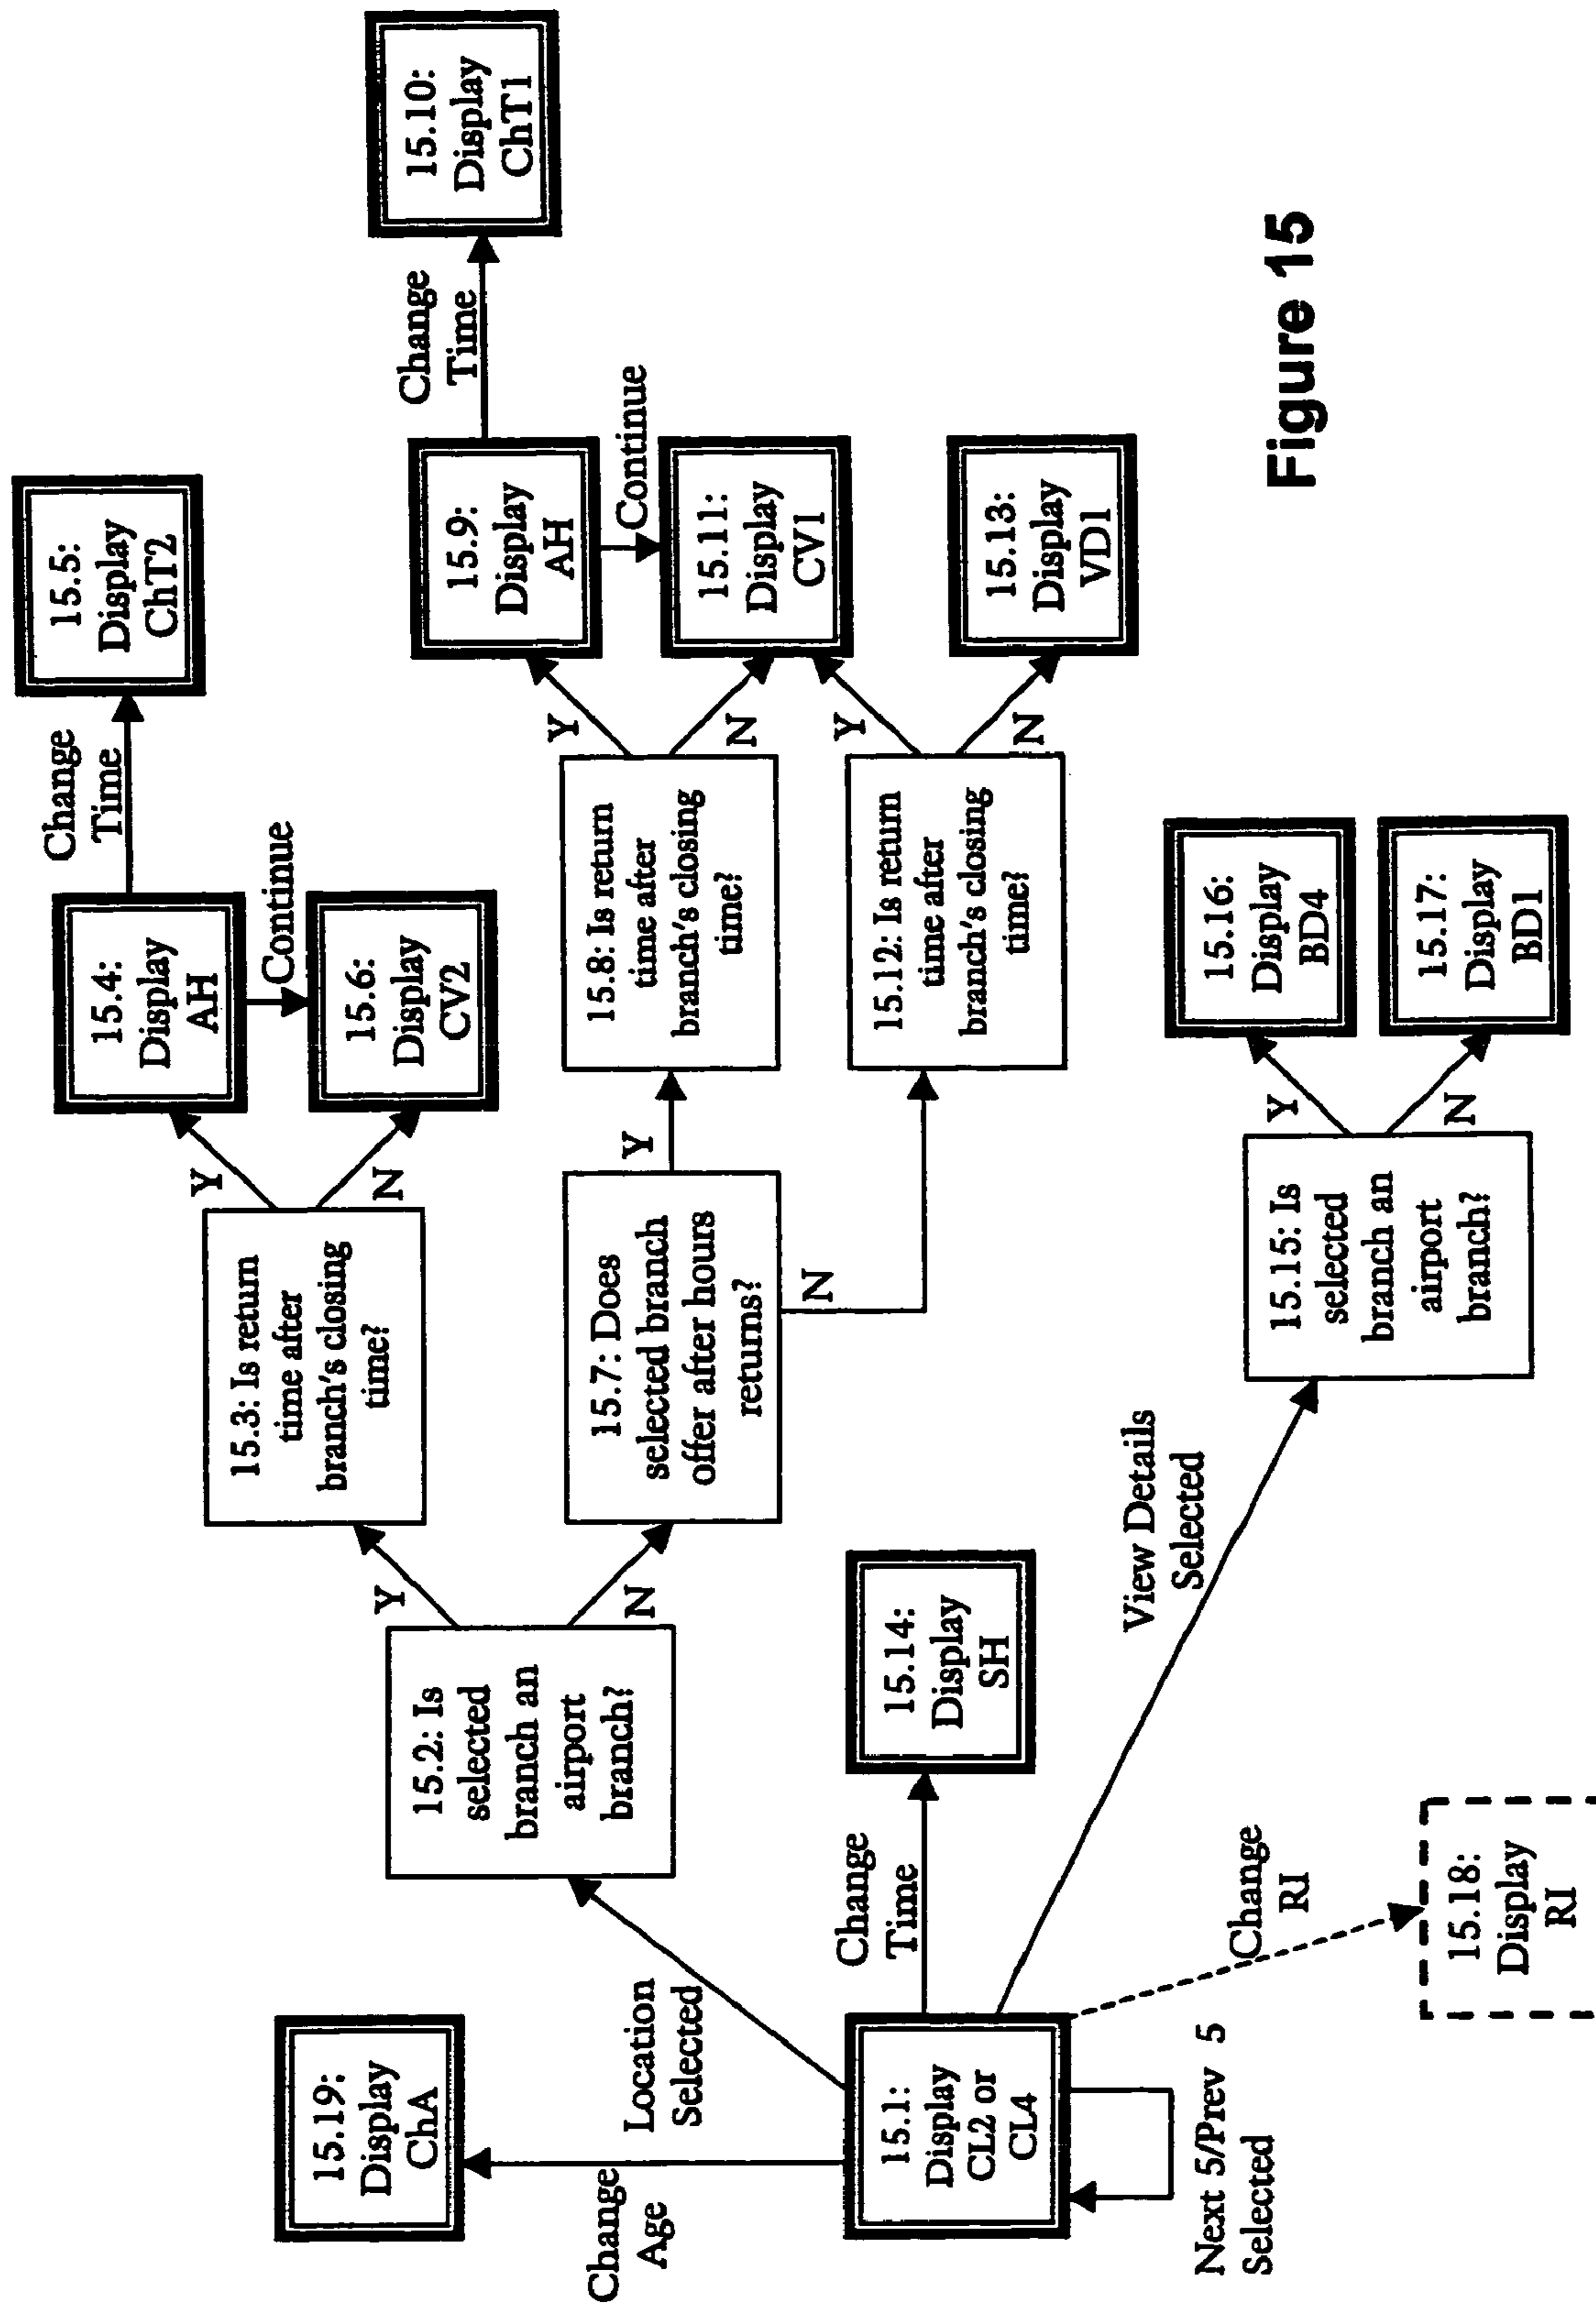 15.19:
Display
ChA
Change
Age
Location
Selected
15.1:
Display
CL2 or
CL4
Next 5/Prev 5
Selected
Change
Time
15.14:
Display
SH
View Details
Selected
Change
RI
15.18:
Display
RI
15.2: Is
selected
branch an
airport
branch?
Y
N
15.3: Is return
time after
branch's closing
time?
Y
N
15.4:
Display
AH
Change
Time
15.5:
Display
ChT2
Continue
15.6:
Display
CV2
15.7: Does
selected branch
offer after hours
returns?
Y
N
15.8: Is return
time after
branch's closing
time?
Y
N
15.9:
Display
AH
Change
Time
15.10:
Display
ChT1
Continue
15.11:
Display
CV1
15.12: Is return
time after
branch's closing
time?
Y
N
15.13:
Display
VD1
15.15: Is
selected
branch an
airport
branch?
Y
N
15.16:
Display
BD4
15.17:
Display
BD1
Figure 15